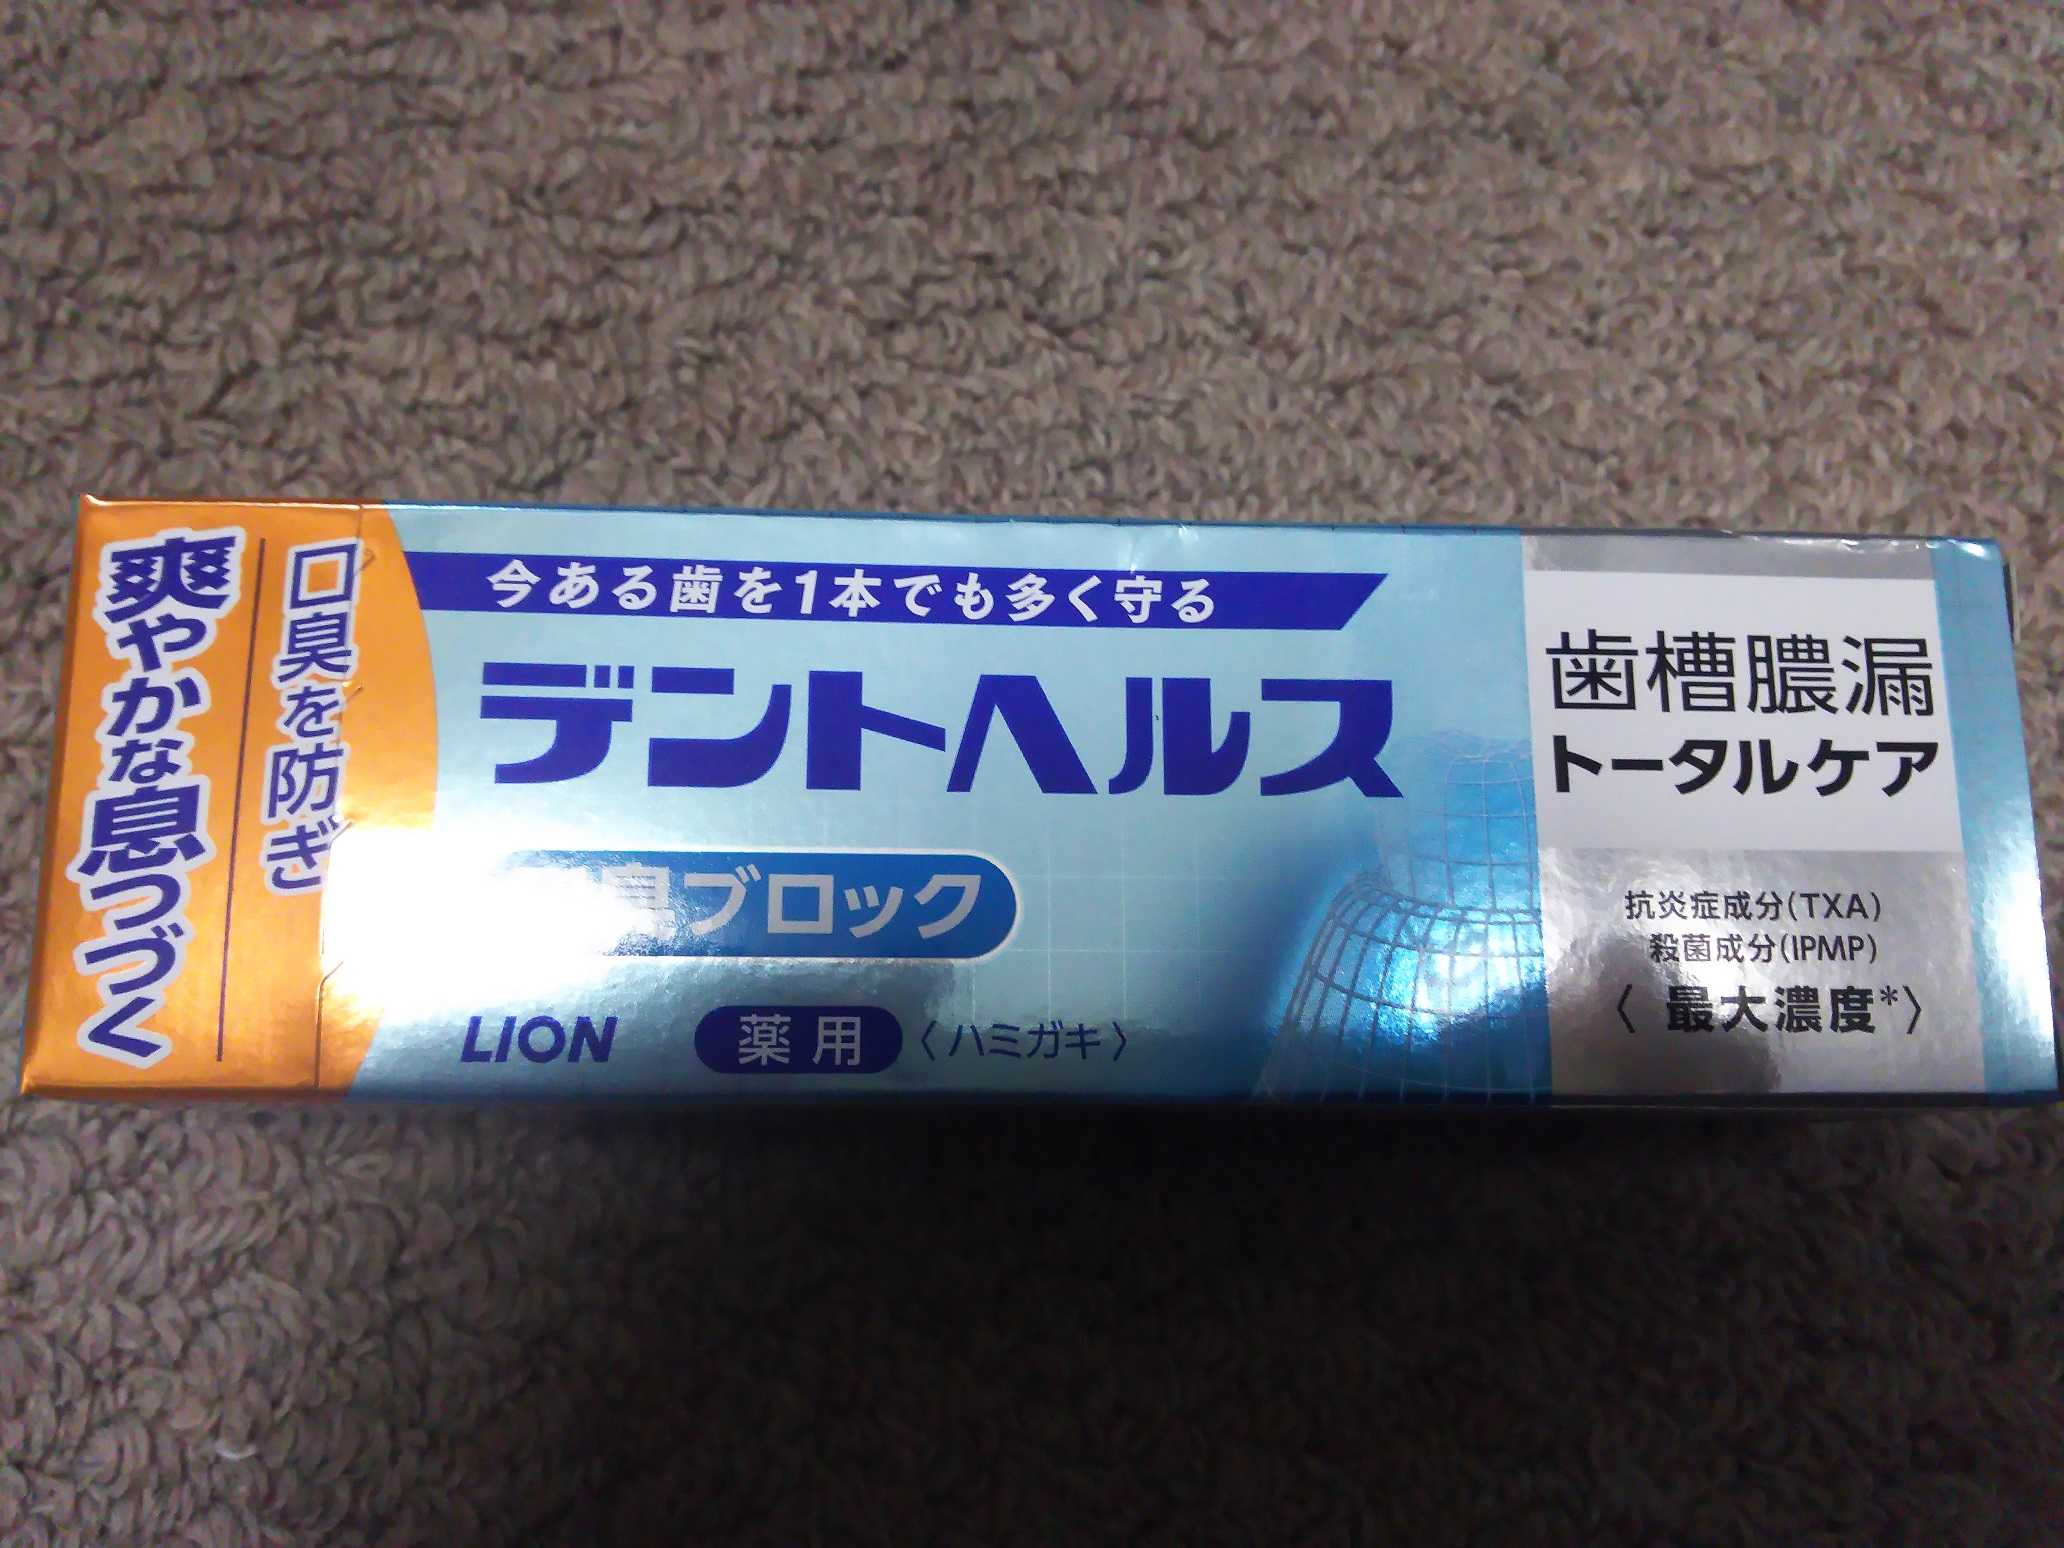 口臭を防ぎ
爽やかな息つづく
今ある歯を1本でも多く守る
デントヘルス
臭ブロック
LION
薬用
〈ハミガキ〉
歯槽膿漏
トータルケア
抗炎症成分(TXA)
殺菌成分(IPMP)
〈最大濃度*〉